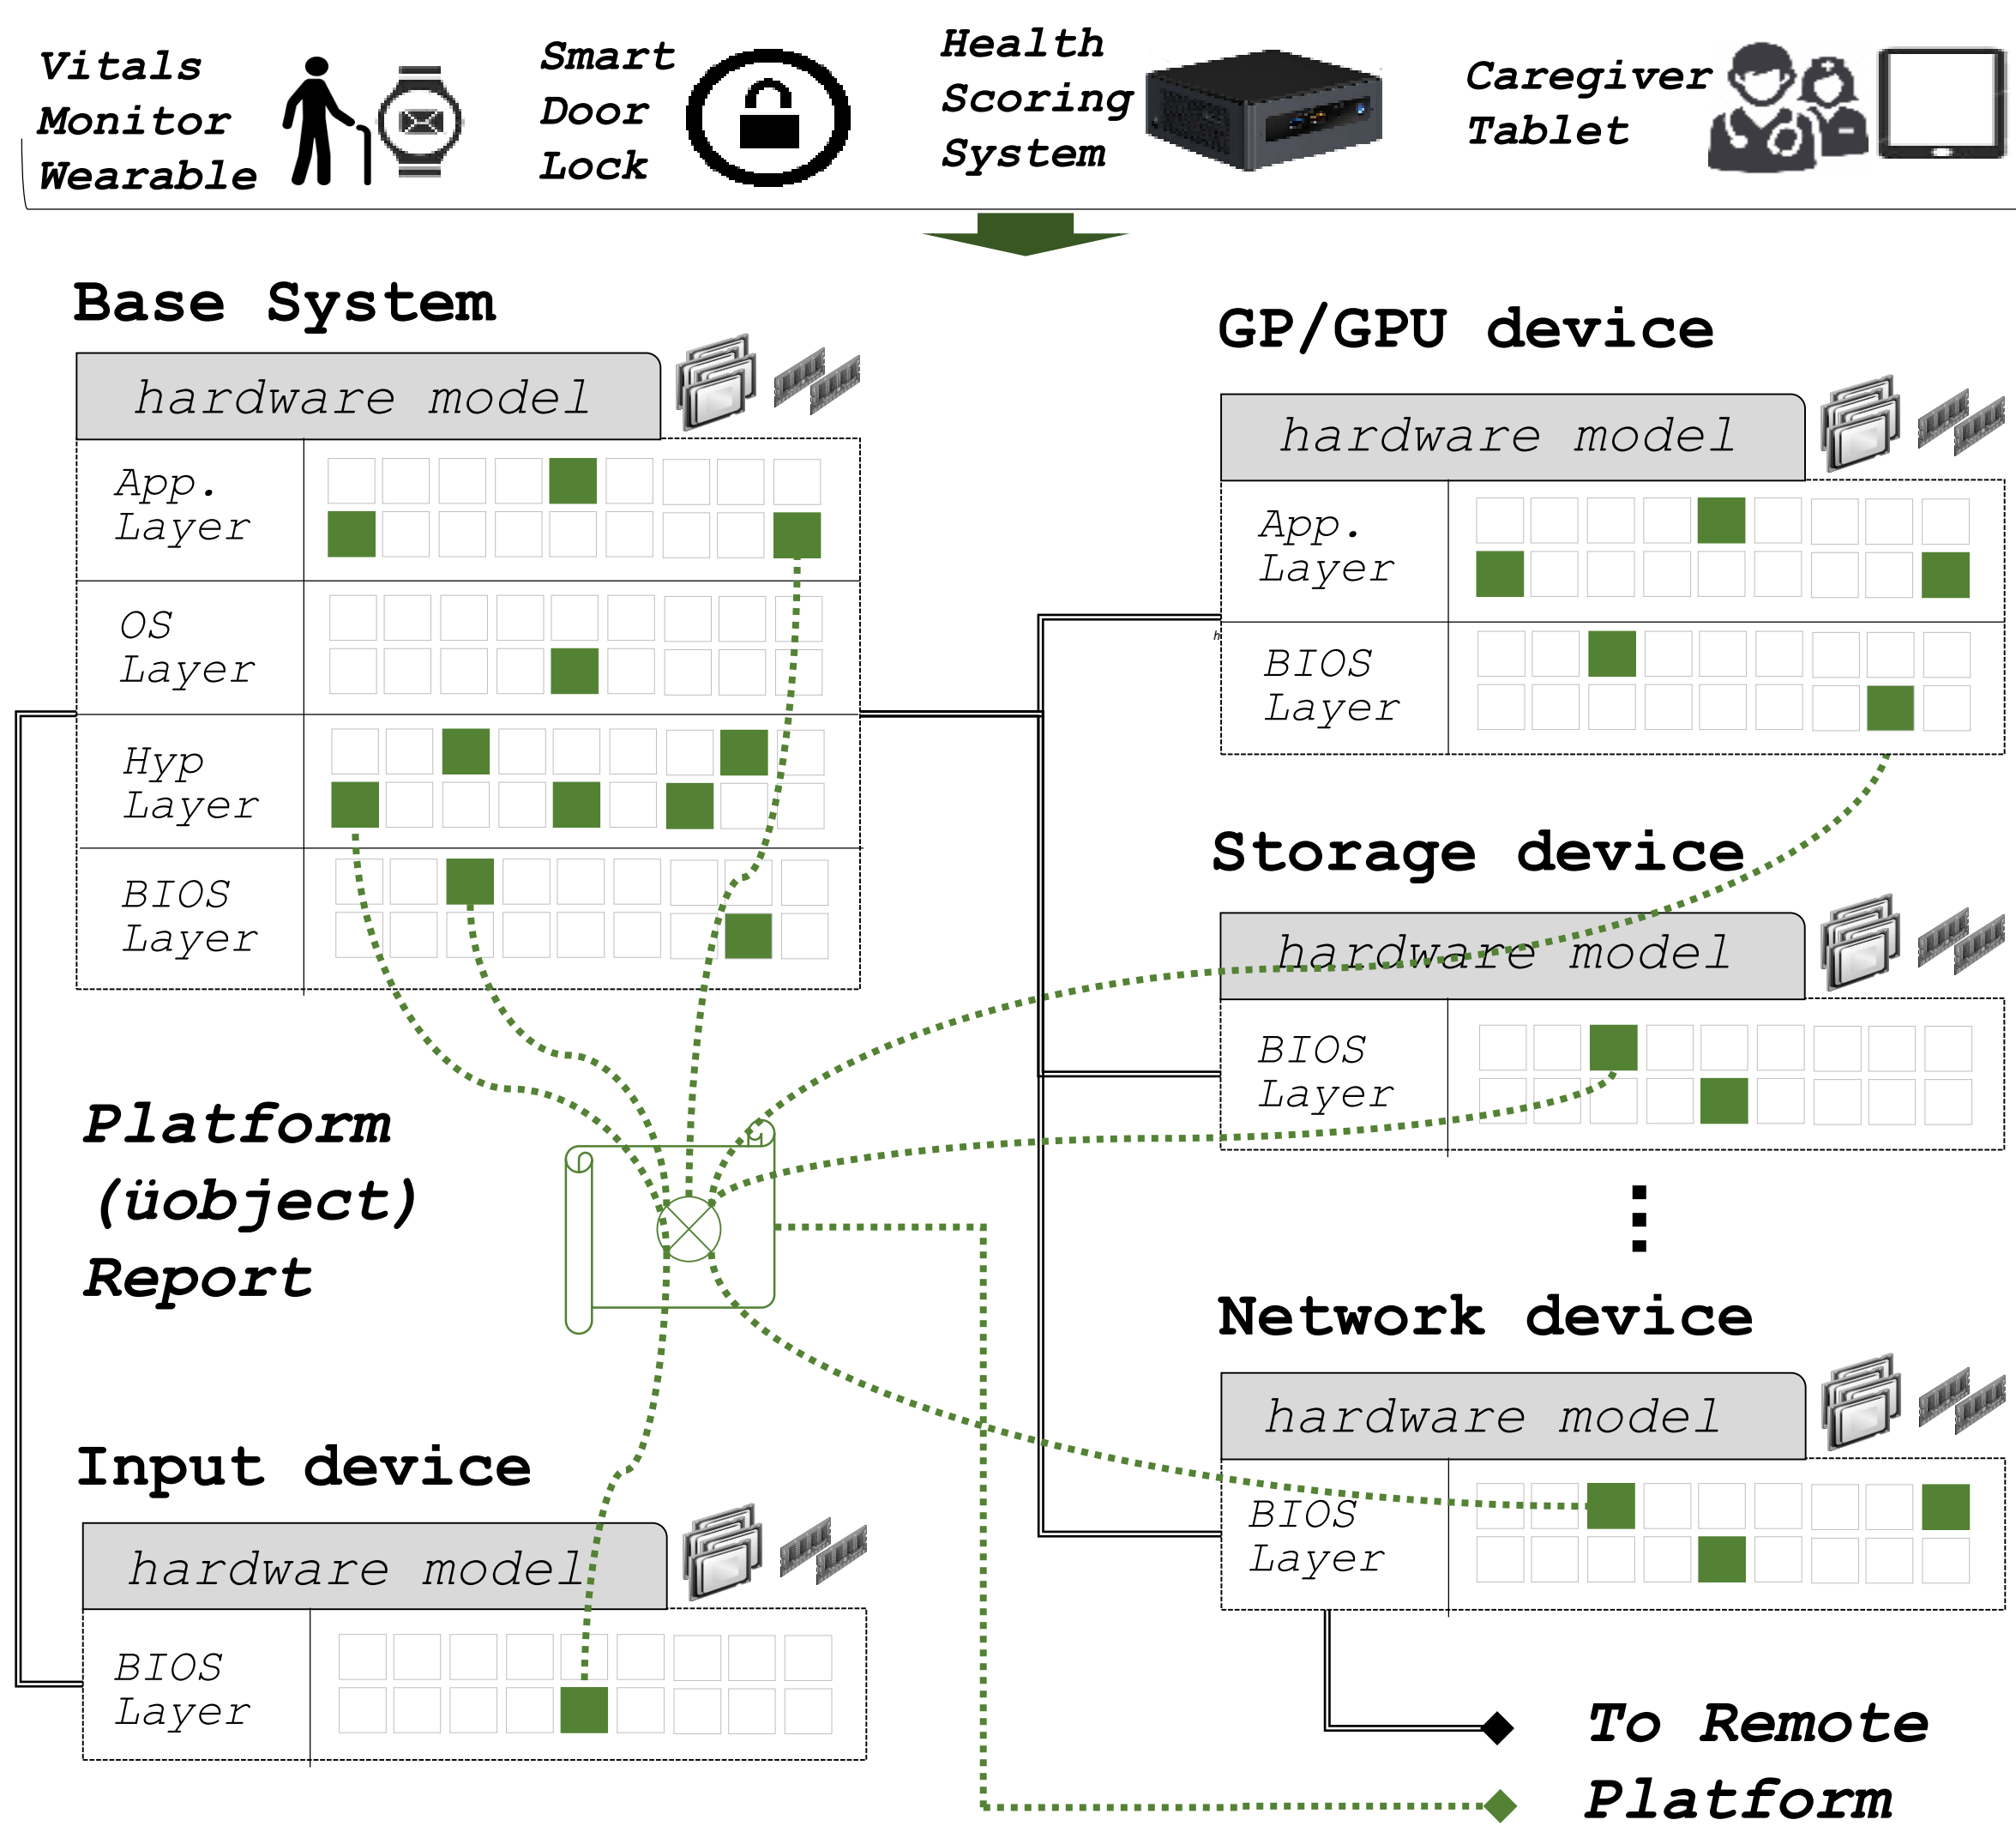 Vitals
Monitor
Wearable
Smart
Door
Lock
Health
Scoring
System
Caregiver
Tablet
Base System
hardware model
App.
Layer
OS
Layer
Hyp
Layer
BIOS
Layer
GP/GPU device
hardware model
App.
Layer
h
BIOS
Layer
Storage device
hardware model
BIOS
Layer
Platform
(üobject)
Report
Network device
hardware model
BIOS
Layer
Input device
hardware model
BIOS
Layer
To Remote
Platform